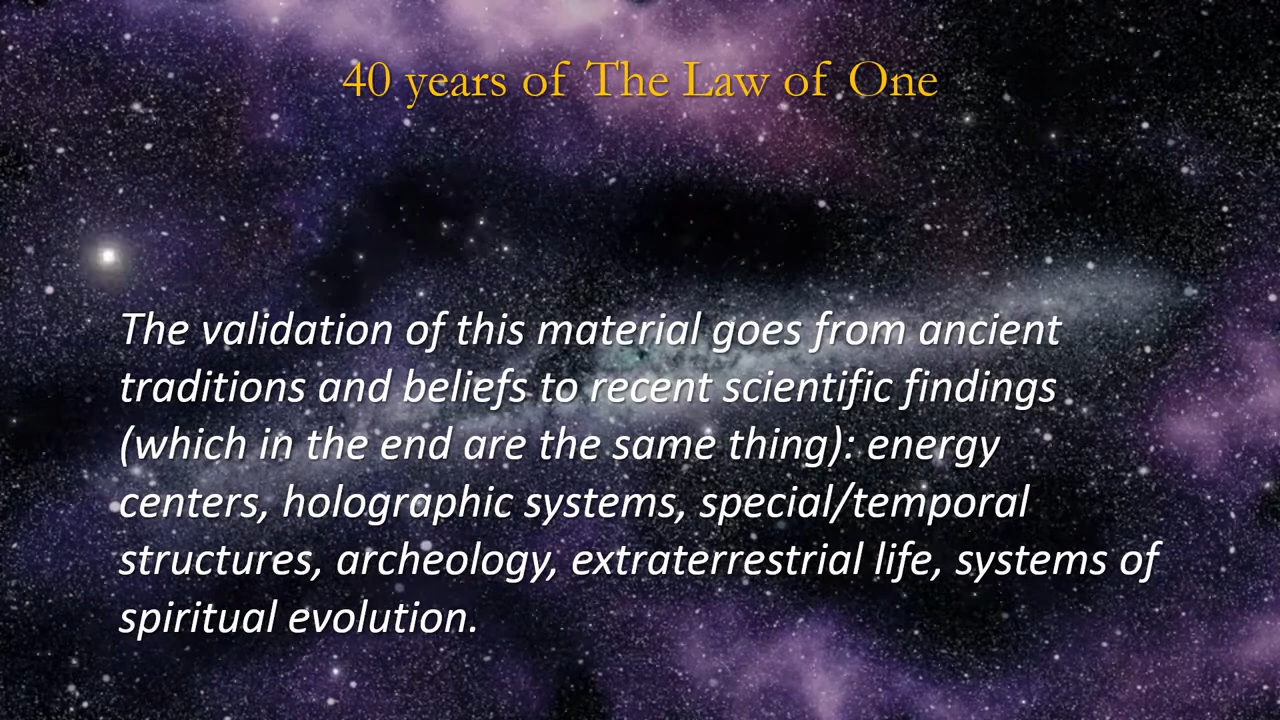 40 years of The Law of One
The validation of this material goes from ancient
traditions and beliefs to recent scientific findings
(which in the end are the same thing): energy
centers, holographic systems, special/temporal
structures, archeology, extraterrestrial life, systems of
spiritual evolution.